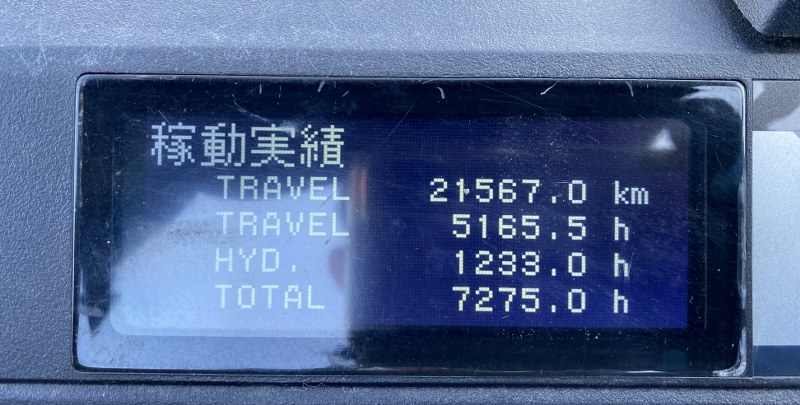 稼動実績
TRAVEL 21567.0 km
TRAVEL 5165.5 h
HYD. 1233.0 h
TOTAL 7275.0 h